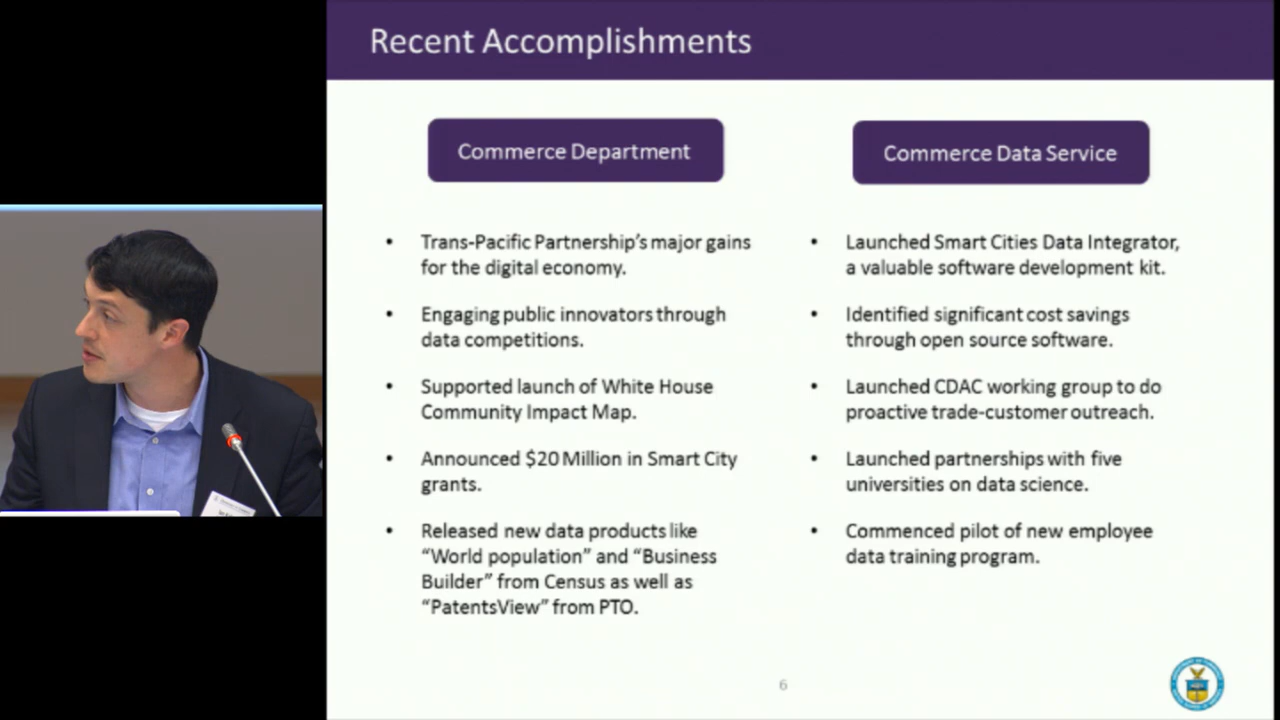 Recent Accomplishments
Commerce Department
Trans-Pacific Partnership's major gains
for the digital economy.
Engaging public innovators through
data competitions.
Supported launch of White House
Community Impact Map.
Announced $20 Million in Smart City
grants.
Released new data products like
“World population” and “Business
Builder” from Census as well as
“PatentsView” from PTO.
Commerce Data Service
Launched Smart Cities Data Integrator,
a valuable software development kit.
Identified significant cost savings
through open source software.
Launched CDAC working group to do
proactive trade-customer outreach.
Launched partnerships with five
universities on data science.
Commenced pilot of new employee
data training program.
6